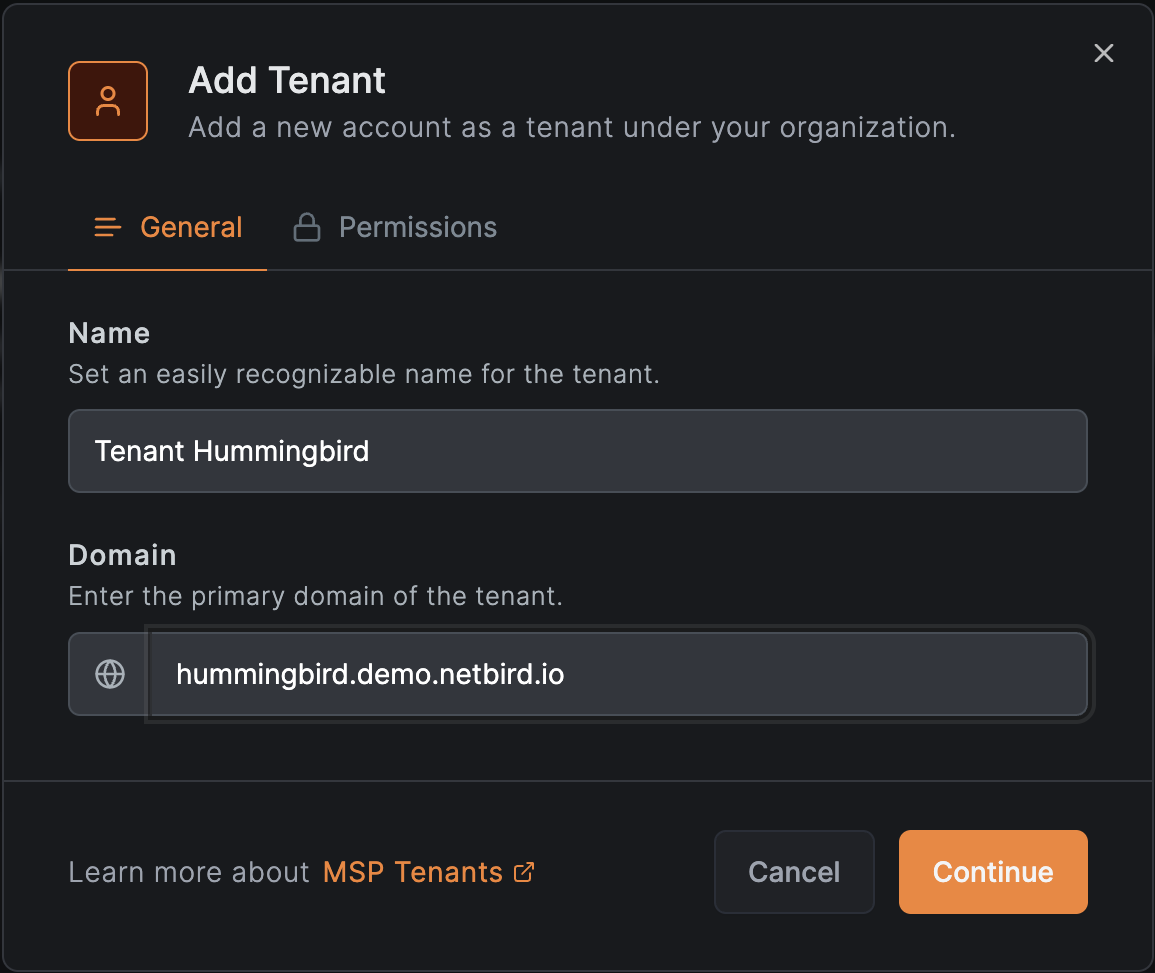 Add Tenant
Add a new account as a tenant under your organization.
General
Permissions
Name
Set an easily recognizable name for the tenant.
Tenant Hummingbird
Domain
Enter the primary domain of the tenant.
hummingbird.demo.netbird.io
Learn more about MSP Tenants
Cancel
Continue